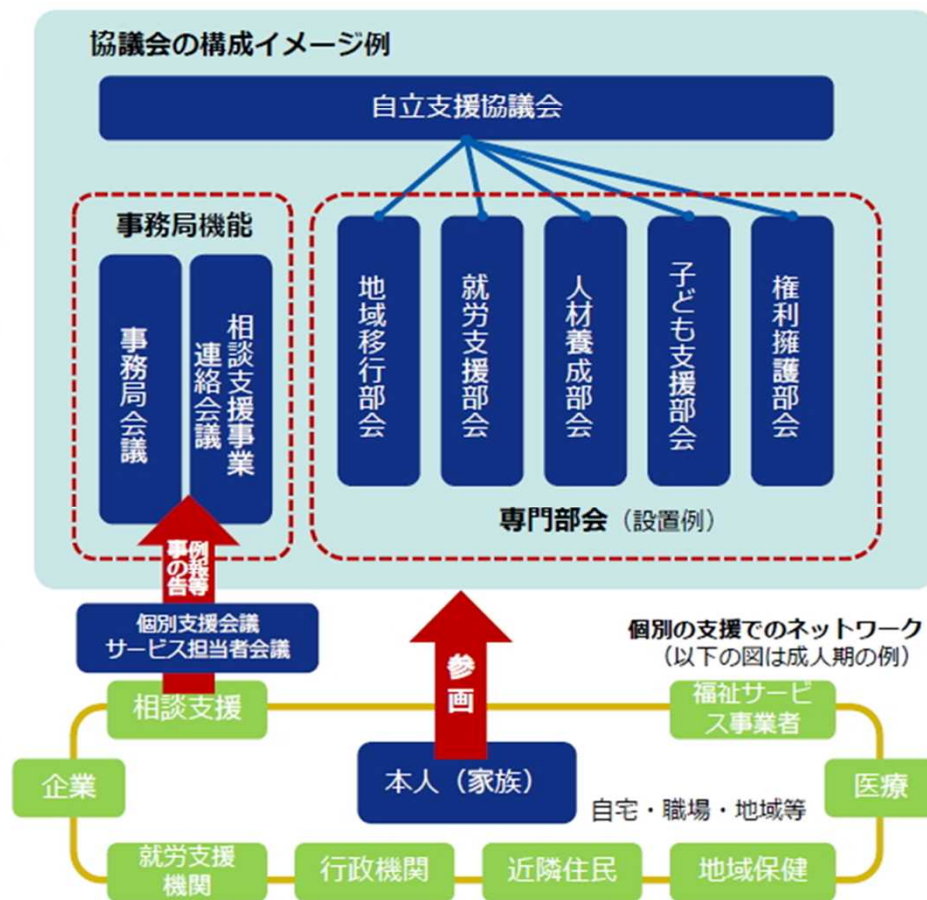 協議会の構成イメージ例
自立支援協議会
事務局機能
事務局会議
相談支援事業
連絡会議
地域移行部会
就労支援部会
人材養成部会
子ども支援部会
権利擁護部会
専門部会（設置例）
事例の報告等
個別支援会議
サービス担当者会議
参画
個別の支援でのネットワーク
（以下の図は成人期の例）
相談支援
福祉サービ
ス事業者
企業
本人（家族）
医療
自宅・職場・地域等
就労支援
機関
行政機関
近隣住民
地域保健